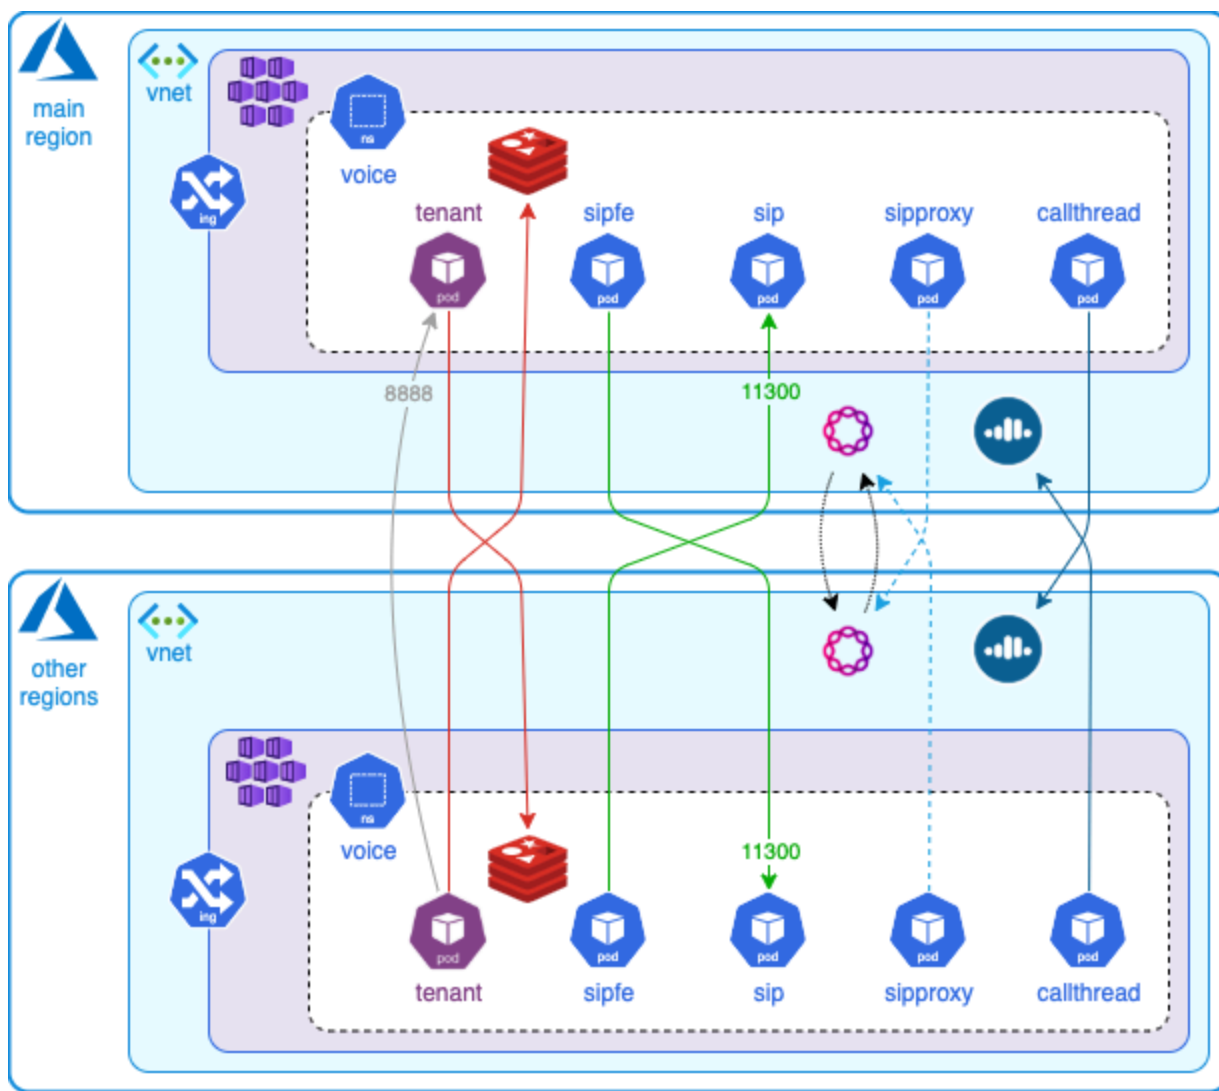 main
region
vnet
ns
voice
ing
tenant
sipfe
sip
sipproxy
callthread
pod
pod
pod
pod
pod
8888
11300
other
regions
vnet
ns
voice
11300
ing
pod
pod
pod
pod
pod
tenant
sipfe
sip
sipproxy
callthread